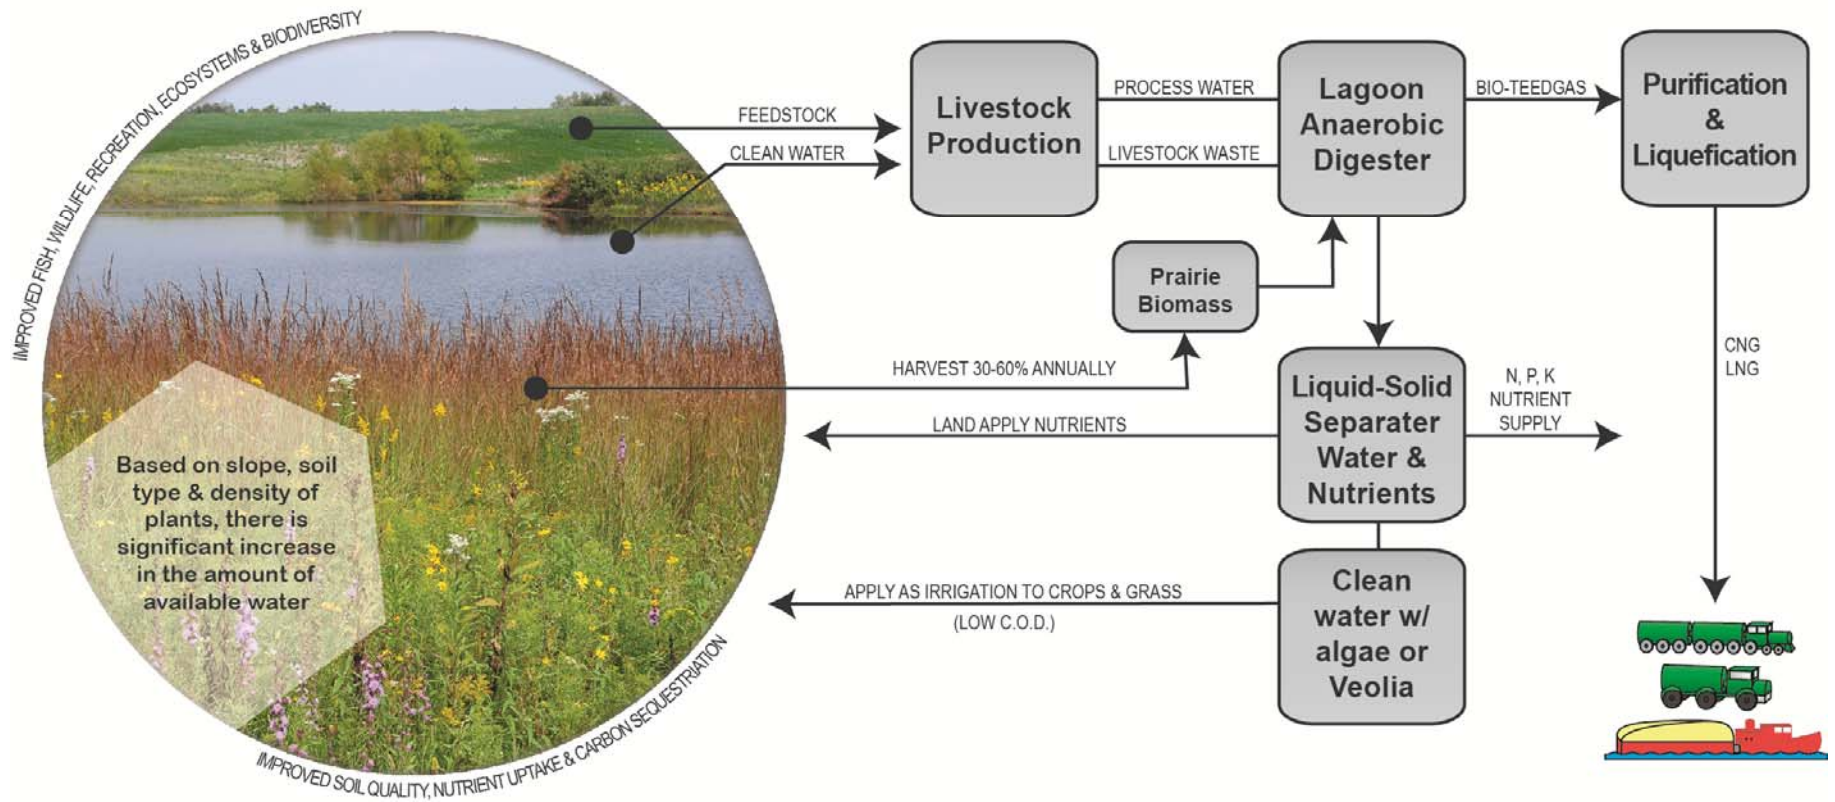 IMPROVED FISH, WILDLIFE, RECREATION, ECOSYSTEMS & BIODIVERSITY
FEEDSTOCK
CLEAN WATER
Livestock
Production
PROCESS WATER
LIVESTOCK WASTE
Lagoon
Anaerobic
Digester
BIO-TEEDGAS
Purification
&
Liquefication
Prairie
Biomass
HARVEST 30-60% ANNUALLY
CNG
LNG
Liquid-Solid
Separater
Water &
Nutrients
N, P, K
NUTRIENT
SUPPLY
LAND APPLY NUTRIENTS
Based on slope, soil
type & density of
plants, there is
significant increase
in the amount of
available water
Clean
water w/
algae or
Veolia
APPLY AS IRRIGATION TO CROPS & GRASS
(LOW C.O.D.)
IMPROVED SOIL QUALITY, NUTRIENT UPTAKE & CARBON SEQUESTRIATION